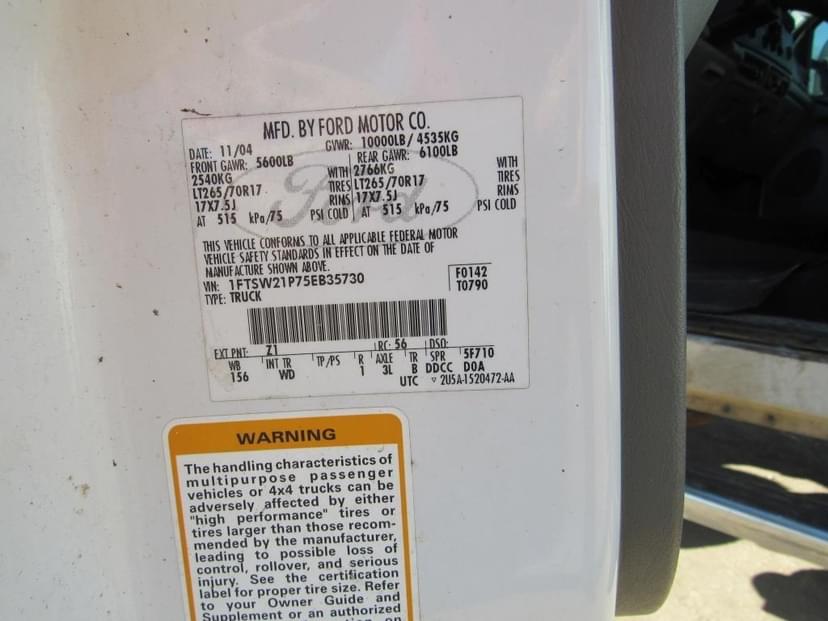 MFD. BY FORD MOTOR CO.
DATE: 11/04 GVWR: 10000LB/ 4535KG
FRONT GAWR: 5600LB REAR GAWR: 6100LB
2540KG WITH 2766KG WITH
LT265/70R17 TIRES LT265/70R17 TIRES
17X7.5J RIMS 17X7.5J RIMS
AT 515 kPa/75 PSI COLD AT 515 kPa/75 PSI COLD
Ford
THIS VEHICLE CONFORMS TO ALL APPLICABLE FEDERAL MOTOR
VEHICLE SAFETY STANDARDS IN EFFECT ON THE DATE OF
MANUFACTURE SHOWN ABOVE.
VIN: 1FTSW21P75EB35730 F0142
TYPE: TRUCK T0790
EXT PNT: Z1 RC: 56 DSO:
WB INT TR TP/PS R AXLE TR SPR 5F710
156 WD 1 3L B DDCC D0A
UTC ▿ 2U5A-1520472-AA
WARNING
The handling characteristics of
multipurpose passenger
vehicles or 4x4 trucks can be
adversely affected by either
"high performance" tires or
tires larger than those recom-
mended by the manufacturer,
leading to possible loss of
control, rollover, and serious
injury. See the certification
label for proper tire size. Refer
to your Owner Guide and
Supplement or an authorized